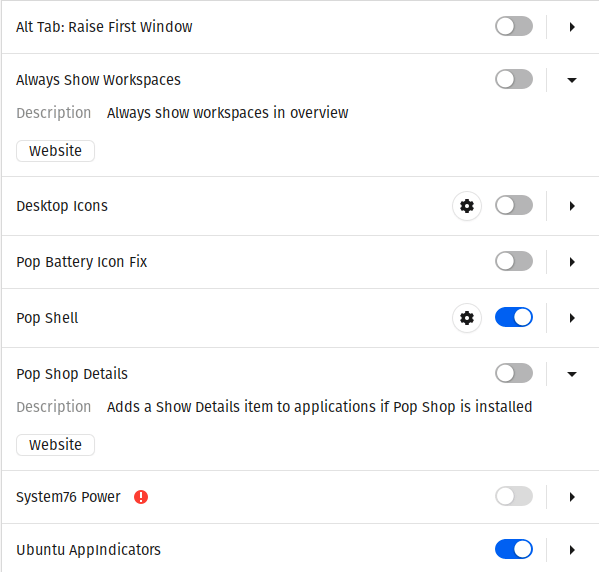 Alt Tab: Raise First Window
Always Show Workspaces
Description Always show workspaces in overview
Website
Desktop Icons
Pop Battery Icon Fix
Pop Shell
Pop Shop Details
Description Adds a Show Details item to applications if Pop Shop is installed
Website
System76 Power
Ubuntu AppIndicators